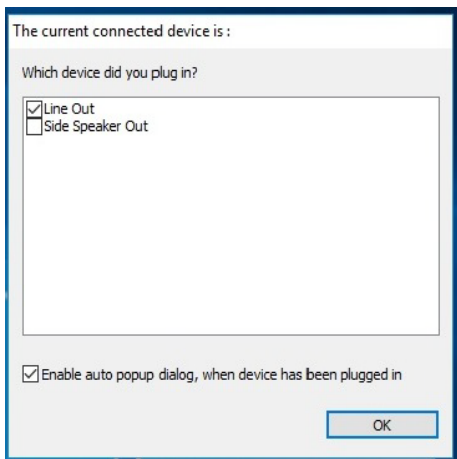 The current connected device is :
Which device did you plug in?
Line Out
Side Speaker Out
Enable auto popup dialog, when device has been plugged in
OK